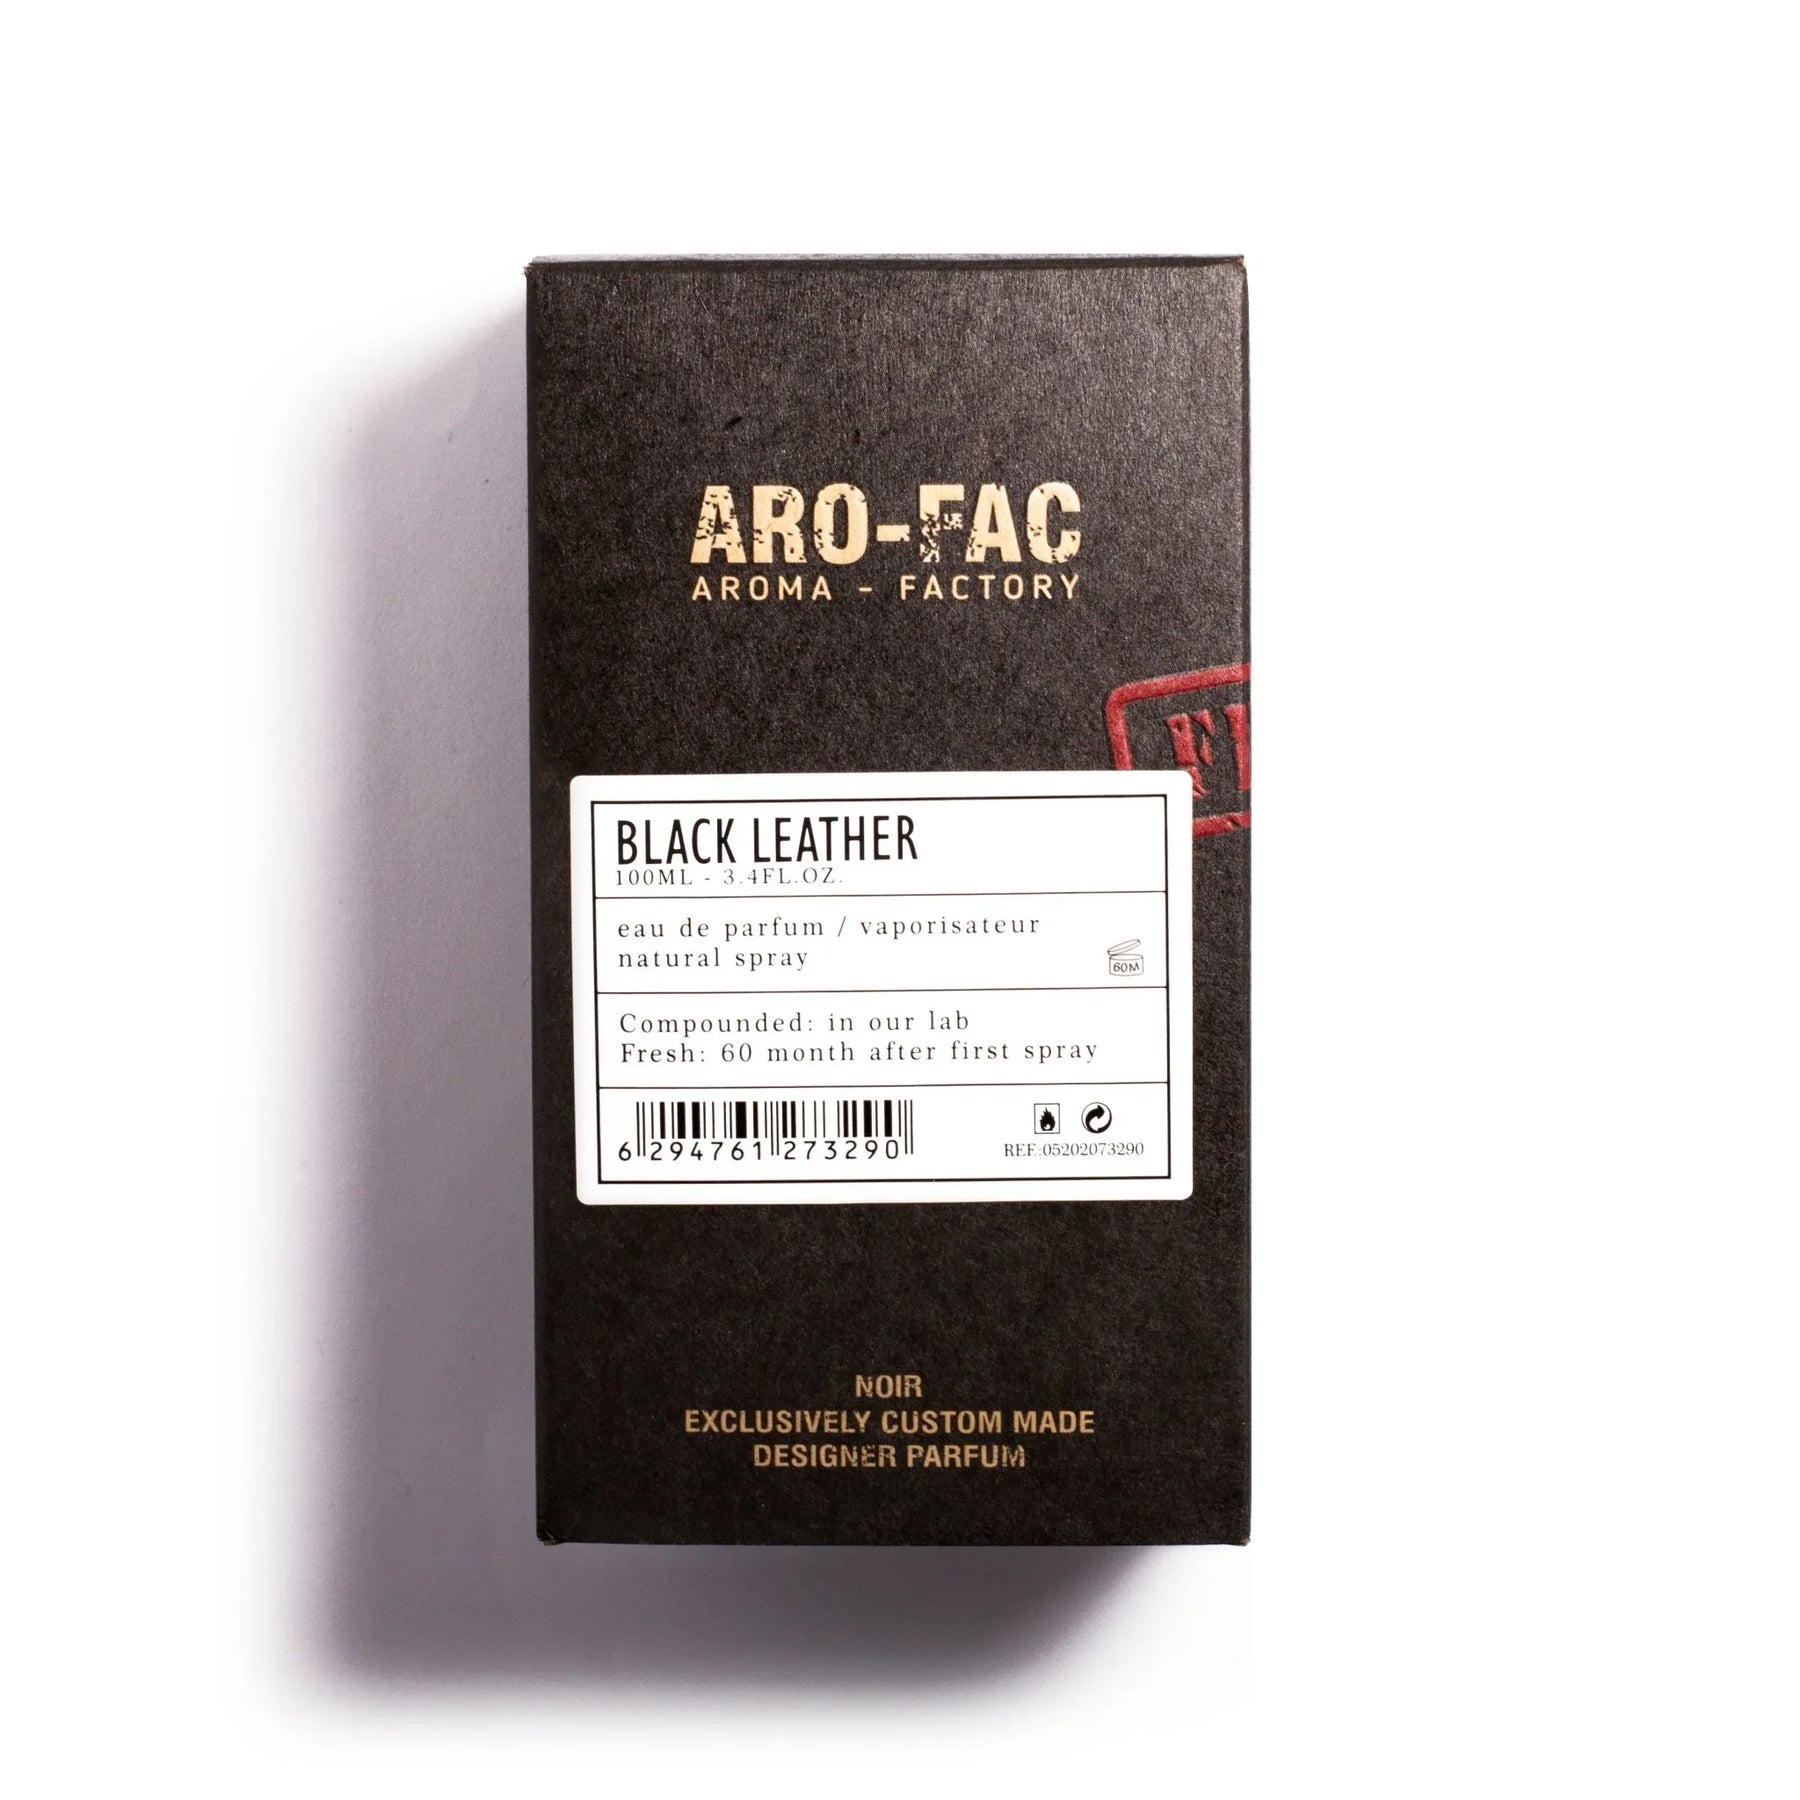 ARO-FAC
AROMA - FACTORY
BLACK LEATHER
100ML - 3.4FL.OZ.
eau de parfum / vaporisateur
natural spray
60M
Compounded: in our lab
Fresh: 60 month after first spray
6 294761 273290
REF.:05202073290
NOIR
EXCLUSIVELY CUSTOM MADE
DESIGNER PARFUM